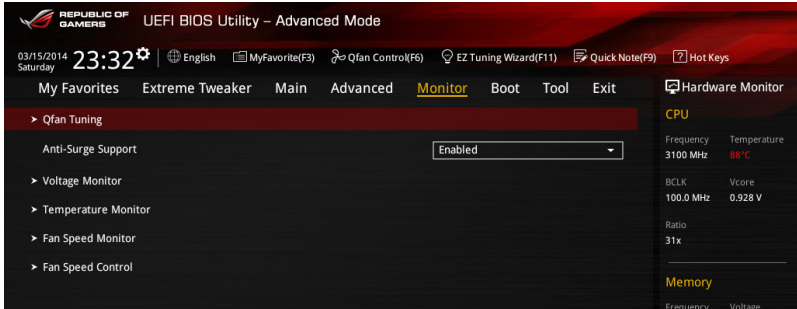 REPUBLIC OF
GAMERS
UEFI BIOS Utility – Advanced Mode
03/15/2014
Saturday
23:32
English
MyFavorite(F3)
Qfan Control(F6)
EZ Tuning Wizard(F11)
Quick Note(F9)
? Hot Keys
My Favorites
Extreme Tweaker
Main
Advanced
Monitor
Boot
Tool
Exit
Hardware Monitor
> Qfan Tuning
Anti-Surge Support
Enabled
> Voltage Monitor
> Temperature Monitor
> Fan Speed Monitor
> Fan Speed Control
CPU
Frequency Temperature
3100 MHz 88°C
BCLK Vcore
100.0 MHz 0.928 V
Ratio
31x
Memory
Frequency Voltage